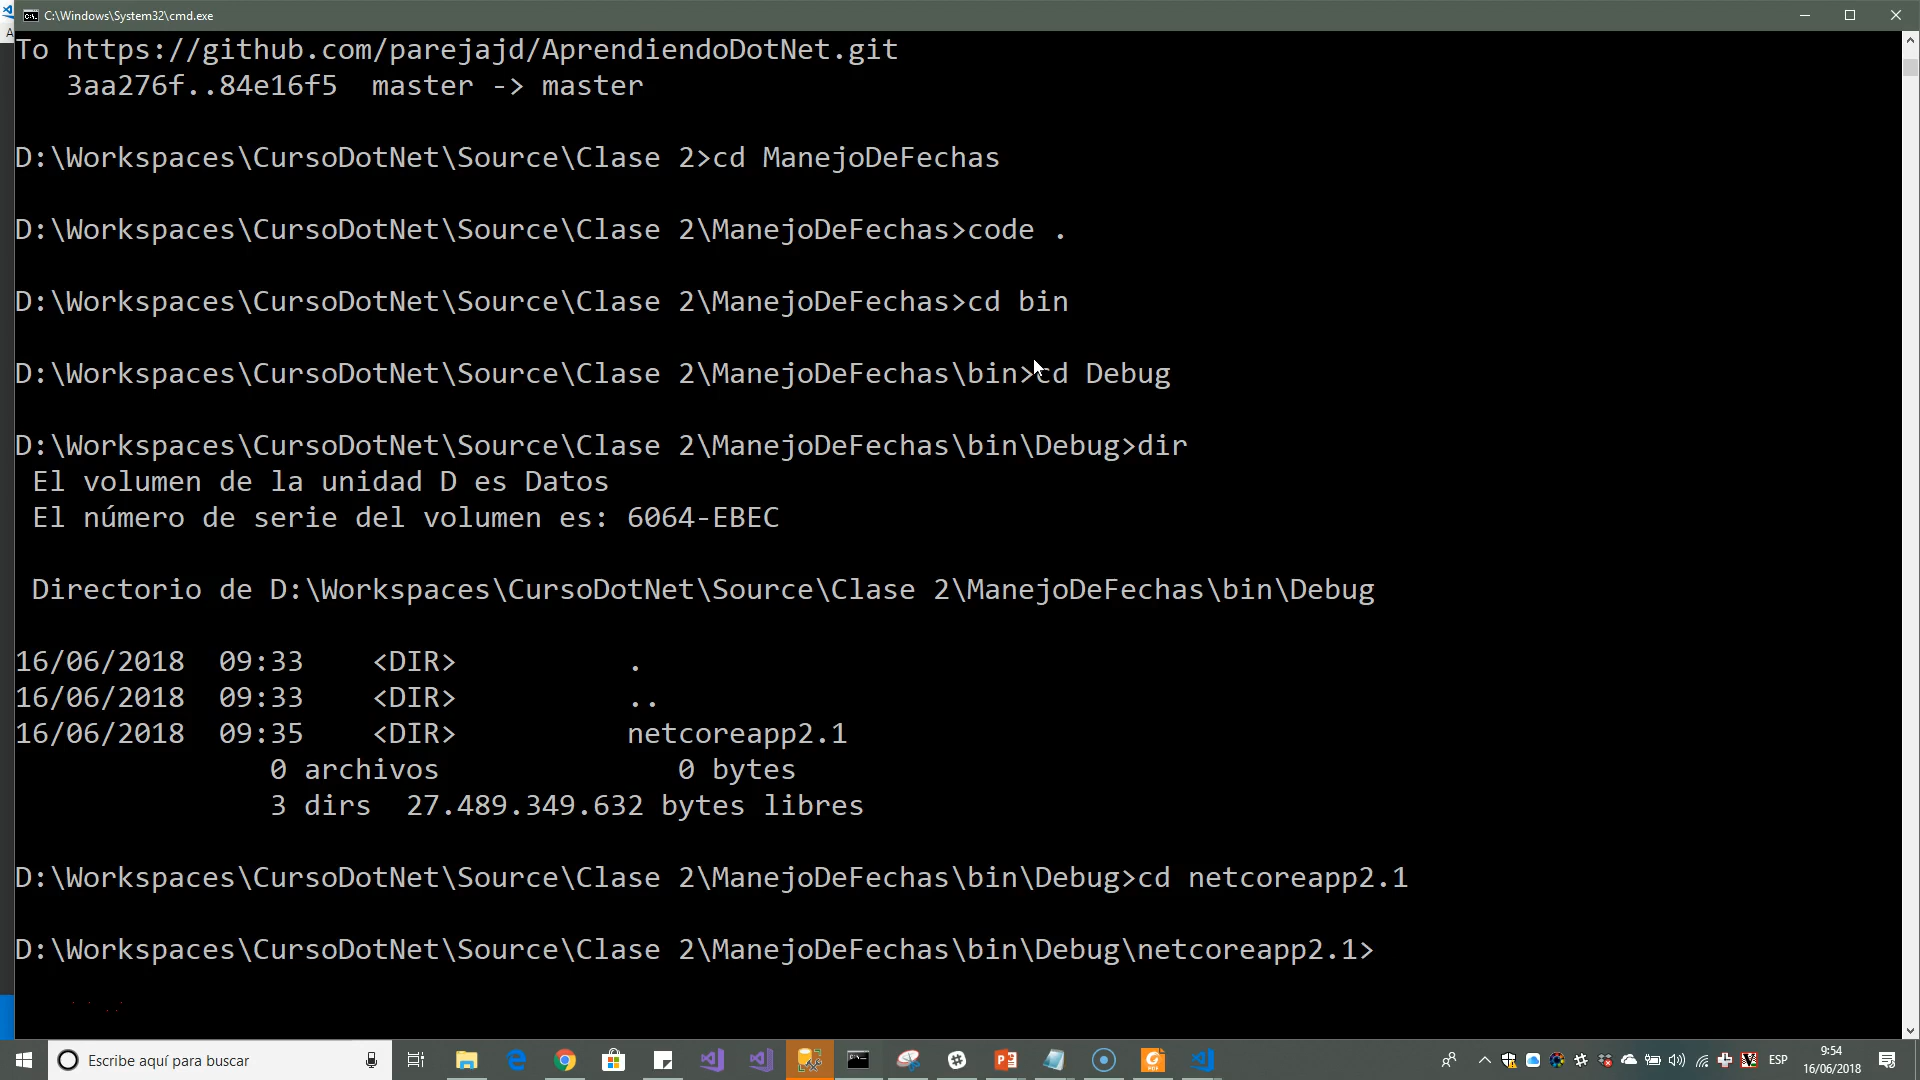 C:\Windows\System32\cmd.exe
To https://github.com/parejajd/AprendiendoDotNet.git
3aa276f..84e16f5  master -> master
D:\Workspaces\CursoDotNet\Source\Clase 2>cd ManejoDeFechas
D:\Workspaces\CursoDotNet\Source\Clase 2\ManejoDeFechas>code .
D:\Workspaces\CursoDotNet\Source\Clase 2\ManejoDeFechas>cd bin
D:\Workspaces\CursoDotNet\Source\Clase 2\ManejoDeFechas\bin>cd Debug
D:\Workspaces\CursoDotNet\Source\Clase 2\ManejoDeFechas\bin\Debug>dir
El volumen de la unidad D es Datos
El número de serie del volumen es: 6064-EBEC
Directorio de D:\Workspaces\CursoDotNet\Source\Clase 2\ManejoDeFechas\bin\Debug
16/06/2018  09:33    <DIR>          .
16/06/2018  09:33    <DIR>          ..
16/06/2018  09:35    <DIR>          netcoreapp2.1
0 archivos              0 bytes
3 dirs  27.489.349.632 bytes libres
D:\Workspaces\CursoDotNet\Source\Clase 2\ManejoDeFechas\bin\Debug>cd netcoreapp2.1
D:\Workspaces\CursoDotNet\Source\Clase 2\ManejoDeFechas\bin\Debug\netcoreapp2.1>
Escribe aquí para buscar
ESP
9:54
16/06/2018